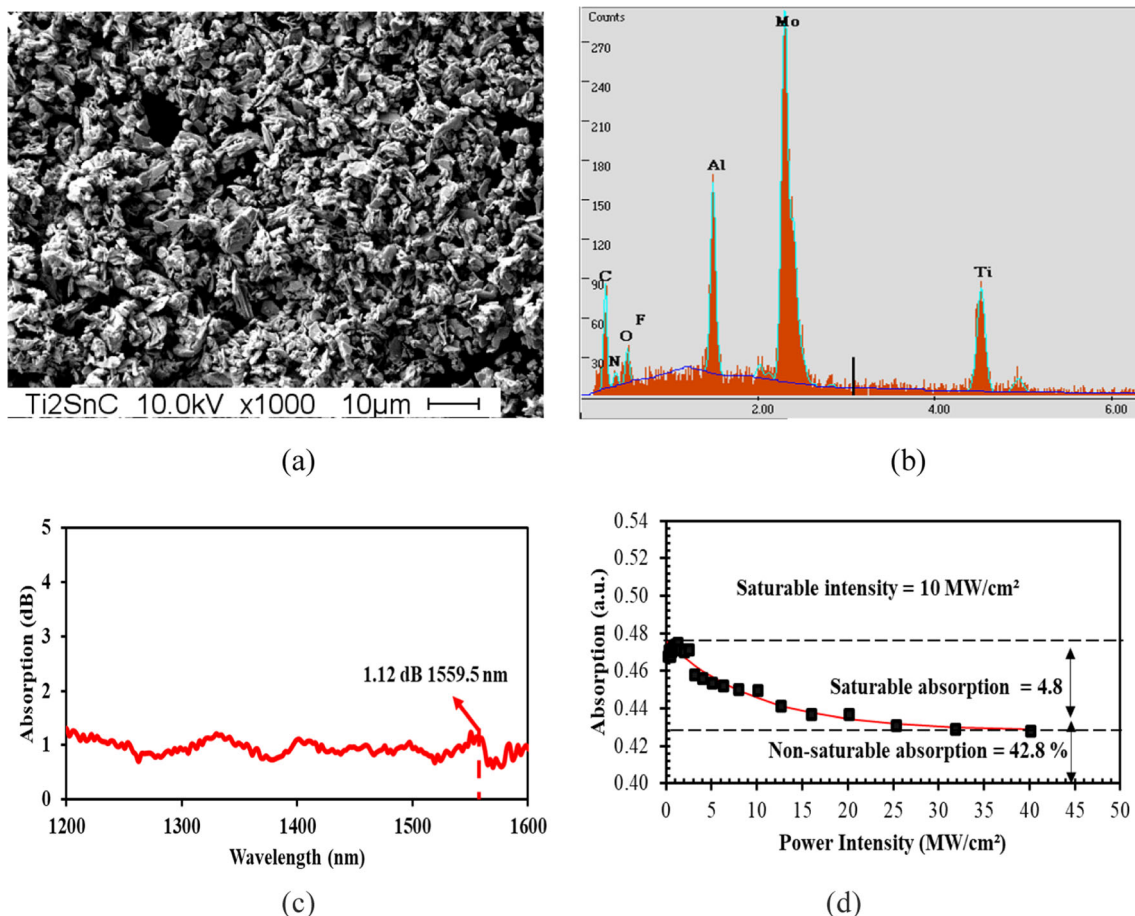 Ti2SnC 10.0kV x1000 10μm
(a)
Counts
270
240
210
180
150
120
90
60
30
C
N
O
F
Al
Mo
Ti
2.00 4.00 6.00
(b)
Absorption (dB)
5
4
3
2
1
0
1.12 dB 1559.5 nm
1200 1300 1400 1500 1600
Wavelength (nm)
(c)
Absorption (a.u.)
0.54
0.52
0.50
0.48
0.46
0.44
0.42
0.40
Saturable intensity = 10 MW/cm²
Saturable absorption = 4.8
Non-saturable absorption = 42.8 %
0 5 10 15 20 25 30 35 40 45 50
Power Intensity (MW/cm²)
(d)